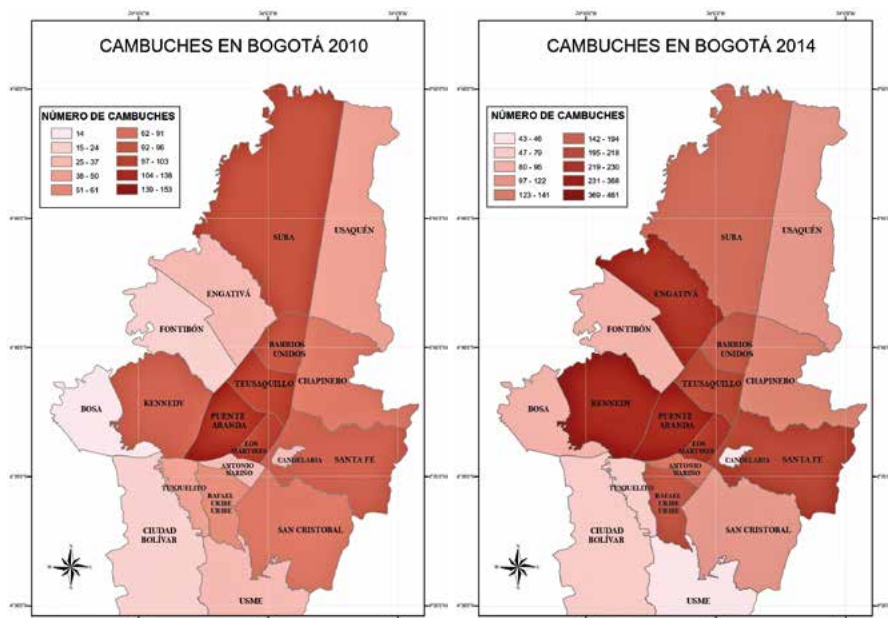 CAMBUCHES EN BOGOTÁ 2010
NÚMERO DE CAMBUCHES
14
15 - 24
25 - 37
38 - 50
51 - 61
62 - 91
92 - 96
97 - 103
104 - 138
139 - 153
SUBA
USAQUÉN
ENGATIVÁ
FONTIBÓN
BARRIOS
UNIDOS
TEUSAQUILLO
CHAPINERO
KENNEDY
BOSA
PUENTE
ARANDA
LOS
MARTIRES
CANDELARIA
SANTA FE
ANTONIO
NARIÑO
TUNJUELITO
RAFAEL
URIBE
URIBE
SAN CRISTOBAL
CIUDAD
BOLÍVAR
USME
CAMBUCHES EN BOGOTÁ 2014
NÚMERO DE CAMBUCHES
43 - 46
47 - 79
80 - 96
97 - 122
123 - 141
142 - 194
195 - 218
219 - 230
231 - 368
369 - 461
SUBA
USAQUÉN
ENGATIVÁ
FONTIBÓN
BARRIOS
UNIDOS
TEUSAQUILLO
CHAPINERO
KENNEDY
BOSA
PUENTE
ARANDA
LOS
MARTIRES
CANDELARIA
SANTA FE
ANTONIO
NARIÑO
TUNJUELITO
RAFAEL
URIBE
URIBE
SAN CRISTOBAL
CIUDAD
BOLÍVAR
USME